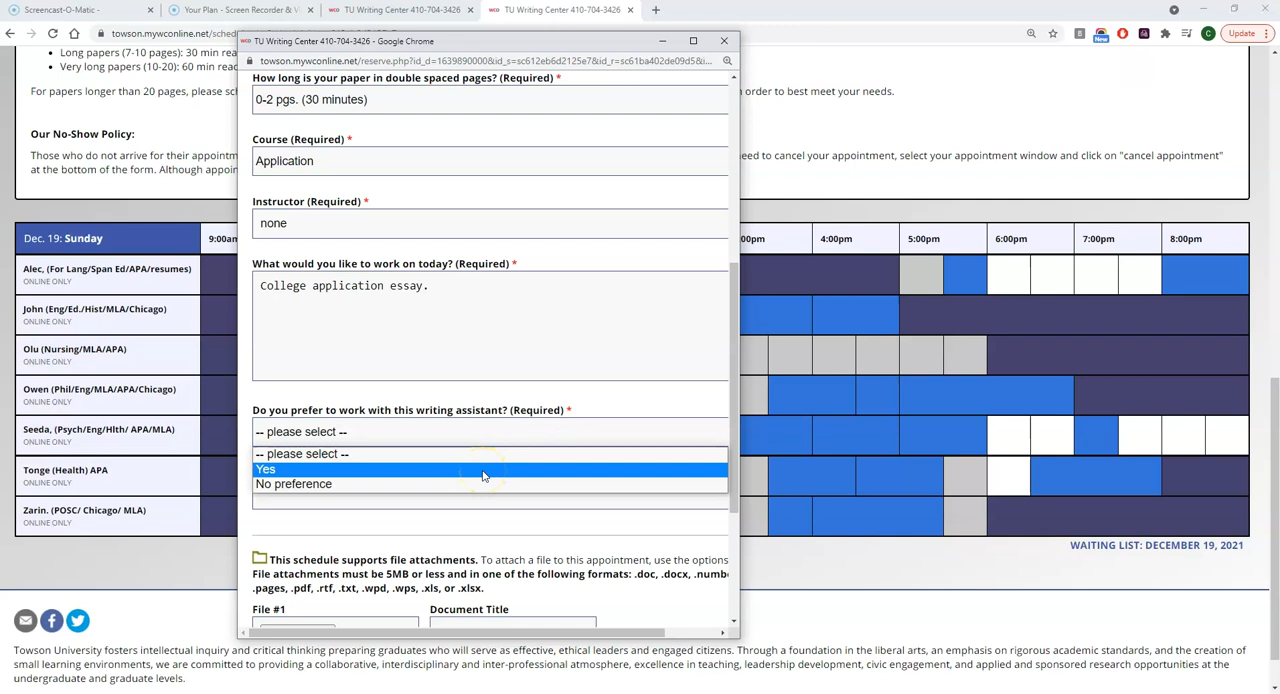 Screencast-O-Matic -
Your Plan - Screen Recorder & V
TU Writing Center 410-704-3426
TU Writing Center 410-704-3426
towson.mywconline.net/sched
New
C
Update
TU Writing Center 410-704-3426 - Google Chrome
towson.mywconline.net/reserve.php?id_d=1639890000&id_s=sc612eb6d2125e7&id_r=sc61ba402de09d5&i...
Long papers (7-10 pages): 30 min rea
Very long papers (10-20): 60 min read
For papers longer than 20 pages, please sc
n order to best meet your needs.
Our No-Show Policy:
Those who do not arrive for their appointm
need to cancel your appointment, select your appointment window and click on "cancel appointment"
at the bottom of the form. Although appoin
How long is your paper in double spaced pages? (Required) *
0-2 pgs. (30 minutes)
Course (Required) *
Application
Instructor (Required) *
none
What would you like to work on today? (Required) *
College application essay.
Do you prefer to work with this writing assistant? (Required) *
-- please select --
-- please select --
Yes
No preference
This schedule supports file attachments. To attach a file to this appointment, use the options
File attachments must be 5MB or less and in one of the following formats: .doc, .docx, .numbe
.pages, .pdf, .rtf, .txt, .wpd, .wps, .xls, or .xlsx.
File #1 Document Title
Dec. 19: Sunday 9:00am :00pm 4:00pm 5:00pm 6:00pm 7:00pm 8:00pm
Alec, (For Lang/Span Ed/APA/resumes)
ONLINE ONLY
John (Eng/Ed./Hist/MLA/Chicago)
ONLINE ONLY
Olu (Nursing/MLA/APA)
ONLINE ONLY
Owen (Phil/Eng/MLA/APA/Chicago)
ONLINE ONLY
Seeda, (Psych/Eng/Hlth/ APA/MLA)
ONLINE ONLY
Tonge (Health) APA
ONLINE ONLY
Zarin. (POSC/ Chicago/ MLA)
ONLINE ONLY
WAITING LIST: DECEMBER 19, 2021
Towson University fosters intellectual inquiry and critical thinking preparing graduates who will serve as effective, ethical leaders and engaged citizens. Through a foundation in the liberal arts, an emphasis on rigorous academic standards, and the creation of
small learning environments, we are committed to providing a collaborative, interdisciplinary and inter-professional atmosphere, excellence in teaching, leadership development, civic engagement, and applied and sponsored research opportunities at the
undergraduate and graduate levels.